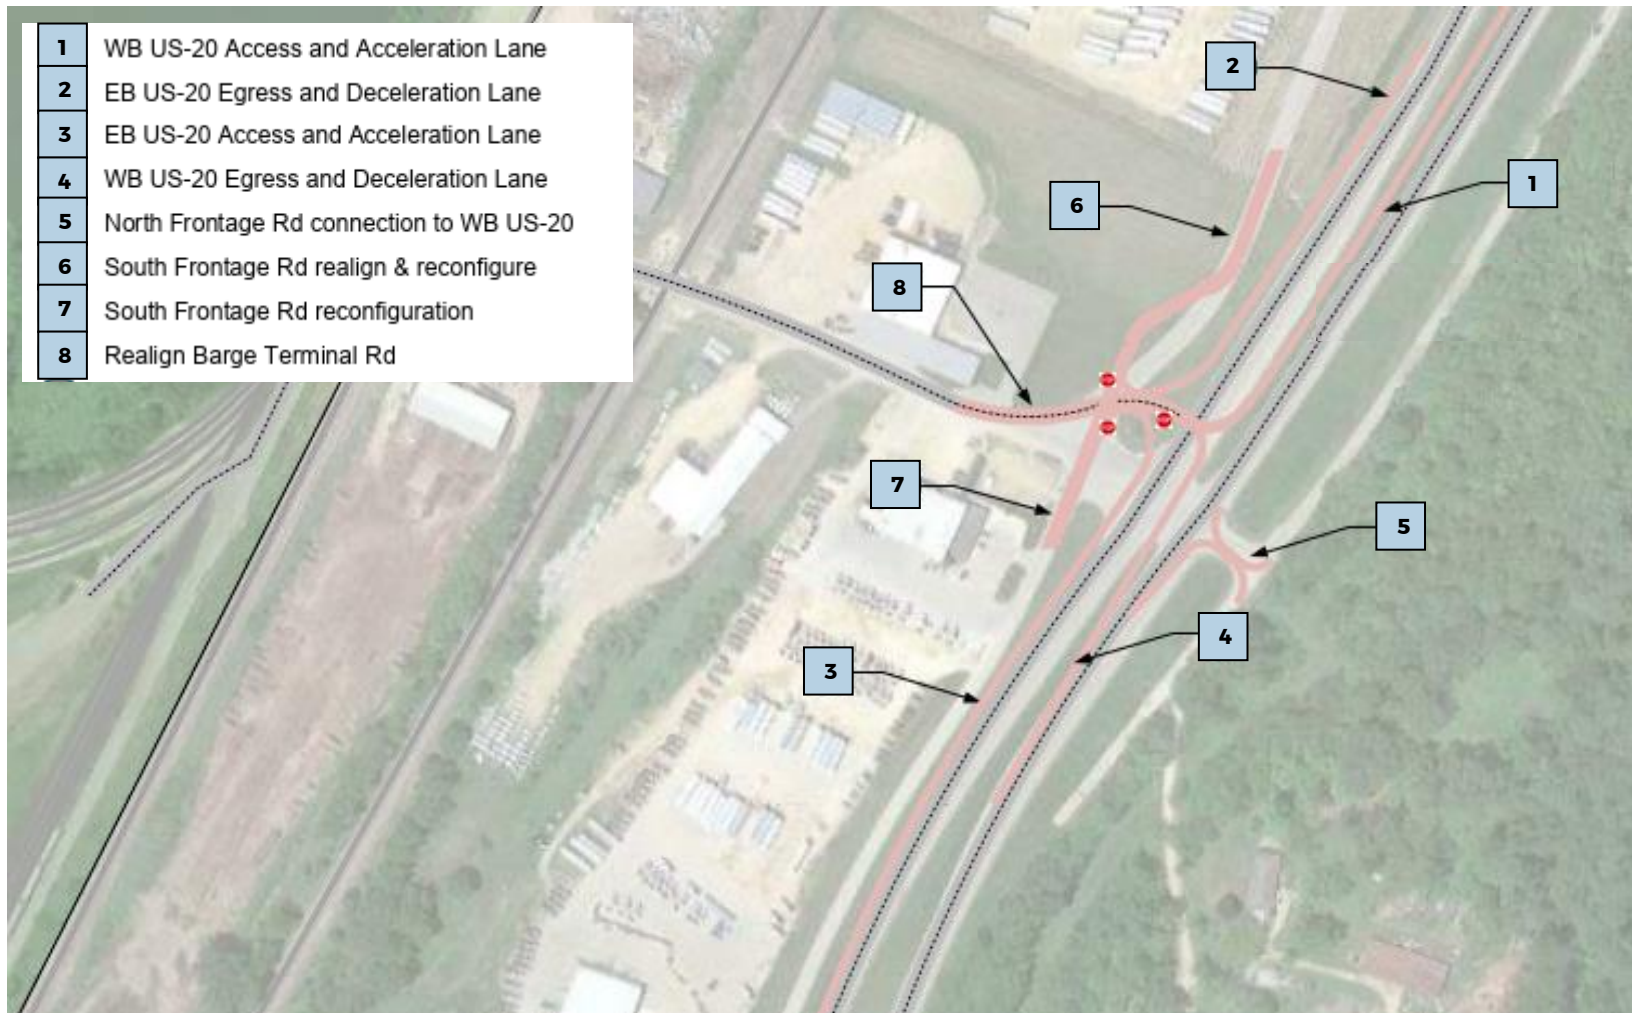 1 WB US-20 Access and Acceleration Lane
2 EB US-20 Egress and Deceleration Lane
3 EB US-20 Access and Acceleration Lane
4 WB US-20 Egress and Deceleration Lane
5 North Frontage Rd connection to WB US-20
6 South Frontage Rd realign & reconfigure
7 South Frontage Rd reconfiguration
8 Realign Barge Terminal Rd
2
1
6
8
7
5
4
3